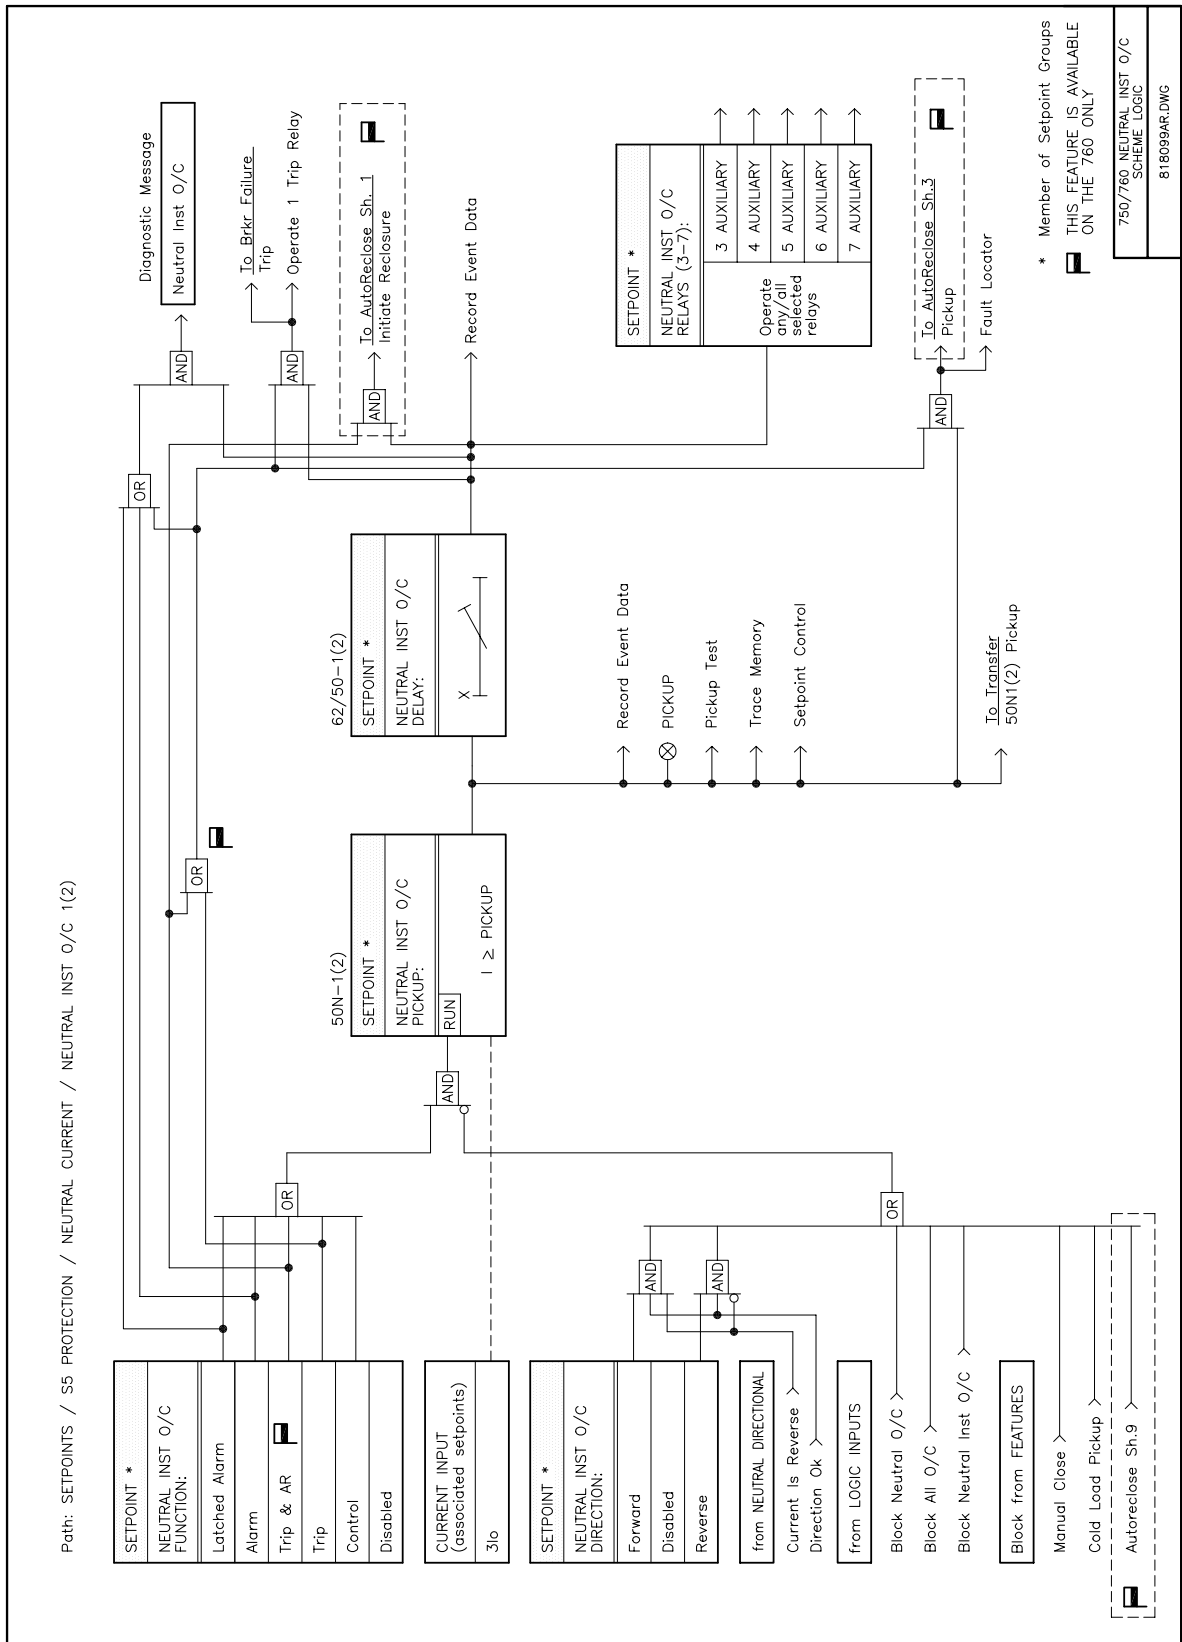 Path: SETPOINTS / S5 PROTECTION / NEUTRAL CURRENT / NEUTRAL INST O/C 1(2)
SETPOINT *
NEUTRAL INST O/C
FUNCTION:
Latched Alarm
Alarm
Trip & AR
Trip
Control
Disabled
CURRENT INPUT
(associated setpoints)
3Io
SETPOINT *
NEUTRAL INST O/C
DIRECTION:
Forward
Disabled
Reverse
from NEUTRAL DIRECTIONAL
Current Is Reverse
Direction Ok
from LOGIC INPUTS
Block Neutral O/C
Block All O/C
Block Neutral Inst O/C
Block from FEATURES
Manual Close
Cold Load Pickup
Autoreclose Sh.9
OR
AND
AND
OR
AND
50N-1(2)
SETPOINT *
NEUTRAL INST O/C
PICKUP:
RUN
I ≥ PICKUP
OR
62/50-1(2)
SETPOINT *
NEUTRAL INST O/C
DELAY:
X
Record Event Data
PICKUP
Pickup Test
Trace Memory
Setpoint Control
To Transfer
50N1(2) Pickup
OR
AND
Diagnostic Message
Neutral Inst O/C
AND
To Brkr Failure
Trip
Operate 1 Trip Relay
AND
To AutoReclose Sh. 1
Initiate Reclosure
Record Event Data
SETPOINT *
NEUTRAL INST O/C
RELAYS (3-7):
Operate
any/all
selected
relays
3 AUXILIARY
4 AUXILIARY
5 AUXILIARY
6 AUXILIARY
7 AUXILIARY
AND
To AutoReclose Sh.3
Pickup
Fault Locator
* Member of Setpoint Groups
THIS FEATURE IS AVAILABLE
ON THE 760 ONLY
750/760 NEUTRAL INST O/C
SCHEME LOGIC
818099AR.DWG